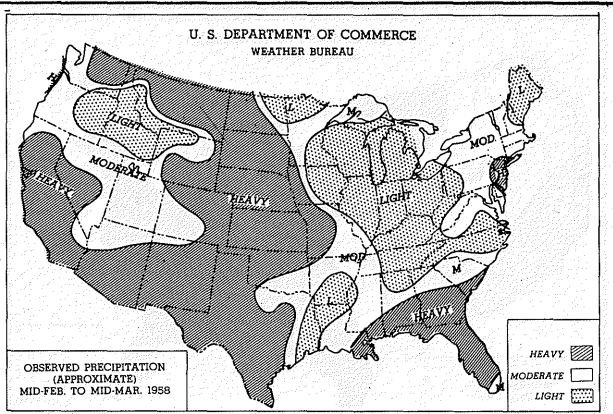 U. S. DEPARTMENT OF COMMERCE
WEATHER BUREAU
H
LIGHT
L
M
L
MOD.
HEAVY
MODERATE
HEAVY
LIGHT
MOD.
L
M
HEAVY
M
OBSERVED PRECIPITATION
(APPROXIMATE)
MID-FEB. TO MID-MAR. 1958
HEAVY
MODERATE
LIGHT